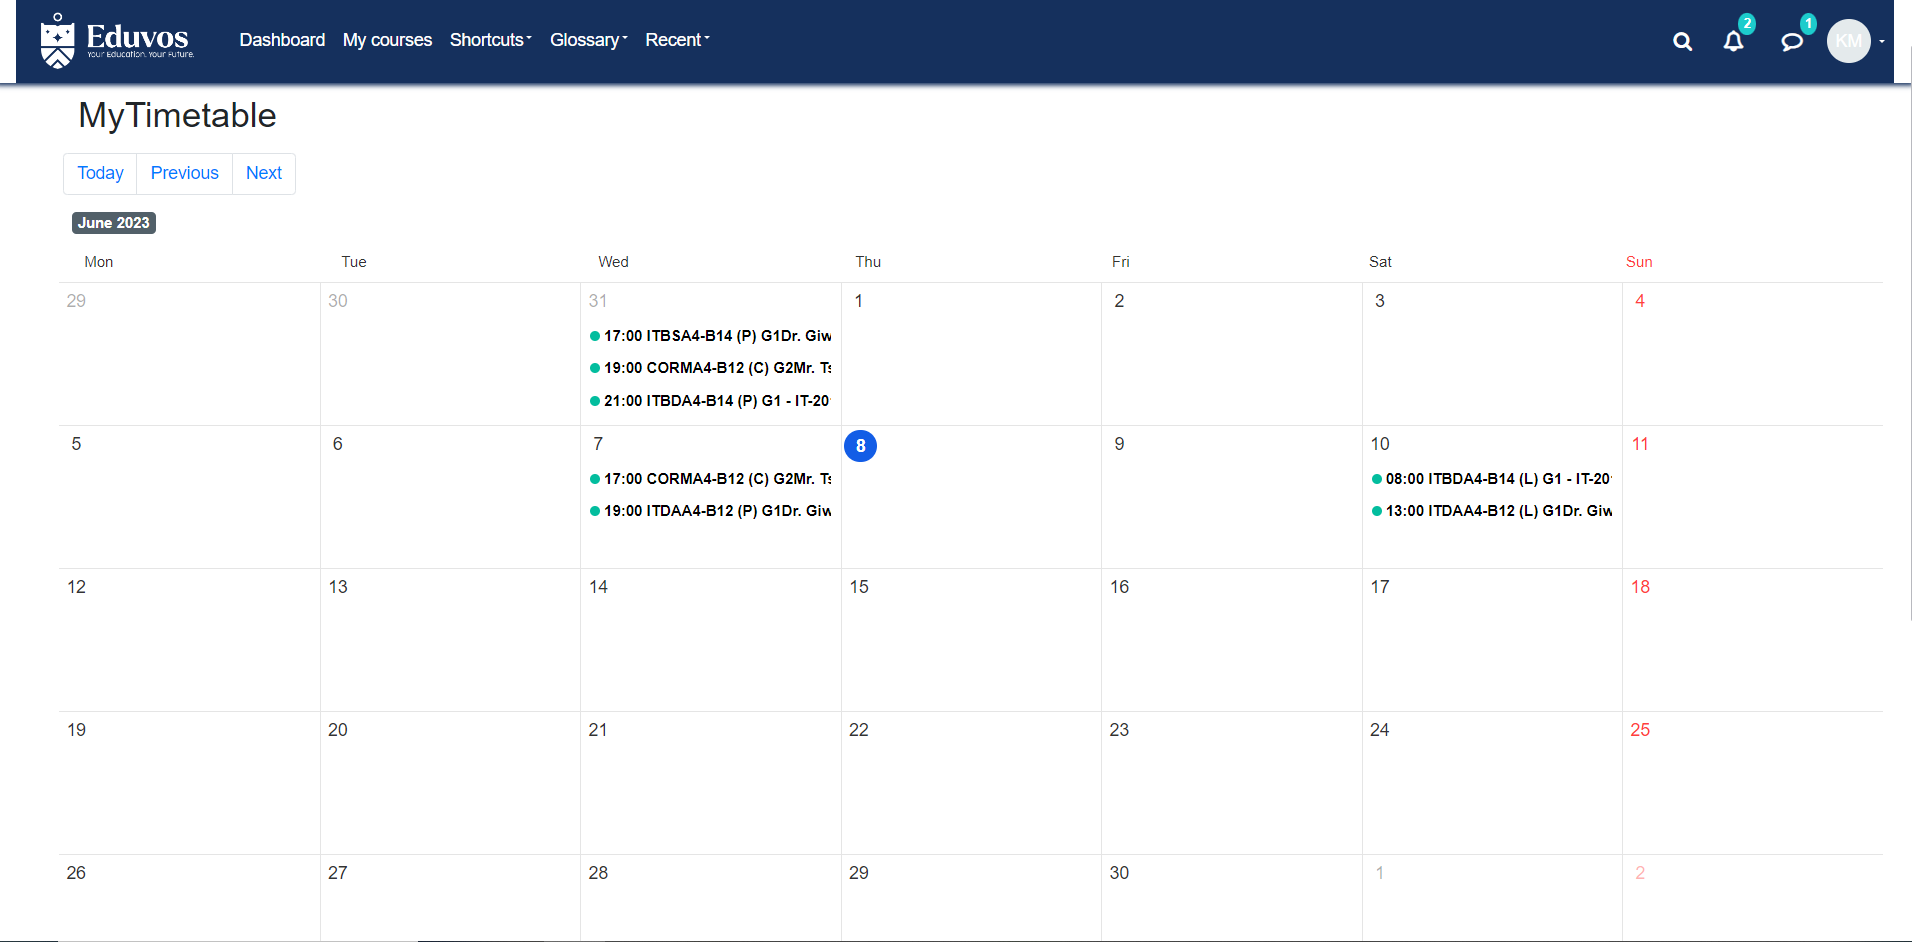 Eduvos
Your Education. Your Future.
Dashboard My courses Shortcuts Glossary Recent
2
1
KM
MyTimetable
Today Previous Next
June 2023
Mon Tue Wed Thu Fri Sat Sun
29 30 31 1 2 3 4
17:00 ITBSA4-B14 (P) G1Dr. Giw
19:00 CORMA4-B12 (C) G2Mr. Ts
21:00 ITBDA4-B14 (P) G1 - IT-20
5 6 7 8 9 10 11
17:00 CORMA4-B12 (C) G2Mr. Ts
19:00 ITDAA4-B12 (P) G1Dr. Giw
08:00 ITBDA4-B14 (L) G1 - IT-20
13:00 ITDAA4-B12 (L) G1Dr. Giw
12 13 14 15 16 17 18
19 20 21 22 23 24 25
26 27 28 29 30 1 2